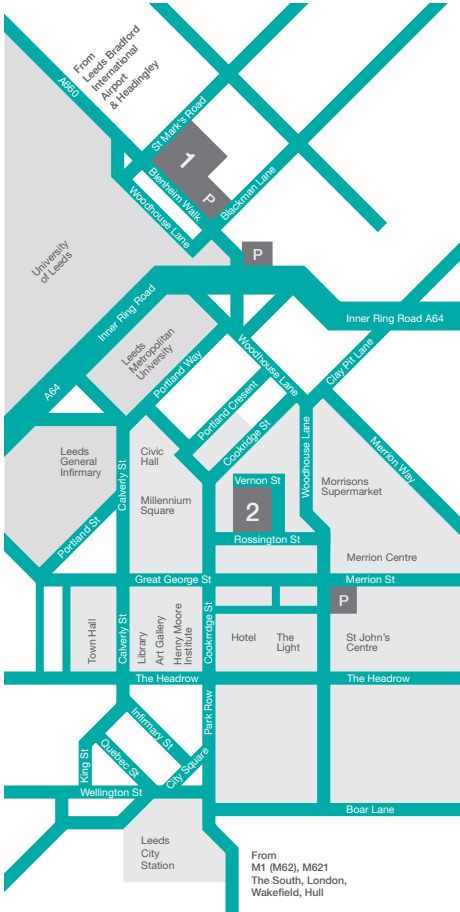 From
Leeds Bradford
International
Airport
& Headingley
A660
St Mark's Road
1
Blenheim Walk
P
Blackman Lane
Woodhouse Lane
University
of Leeds
P
Inner Ring Road
Inner Ring Road A64
Leeds
Metropolitan
University
Portland Way
Woodhouse Lane
Clay Pit Lane
A64
Portland Cresent
Cookridge St
Merrion Way
Leeds
General
Infirmary
Calverly St
Civic
Hall
Millennium
Square
Vernon St
2
Woodhouse Lane
Morrisons
Supermarket
Portland St
Rossington St
Merrion Centre
Great George St
Merrion St
P
Town Hall
Calverly St
Library
Art Gallery
Henry Moore
Institute
Cookrrdge St
Hotel
The
Light
St John's
Centre
The Headrow
The Headrow
Park Row
Infirmary St
King St
Quebec St
City Square
Wellington St
Boar Lane
Leeds
City
Station
From
M1 (M62), M621
The South, London,
Wakefield, Hull